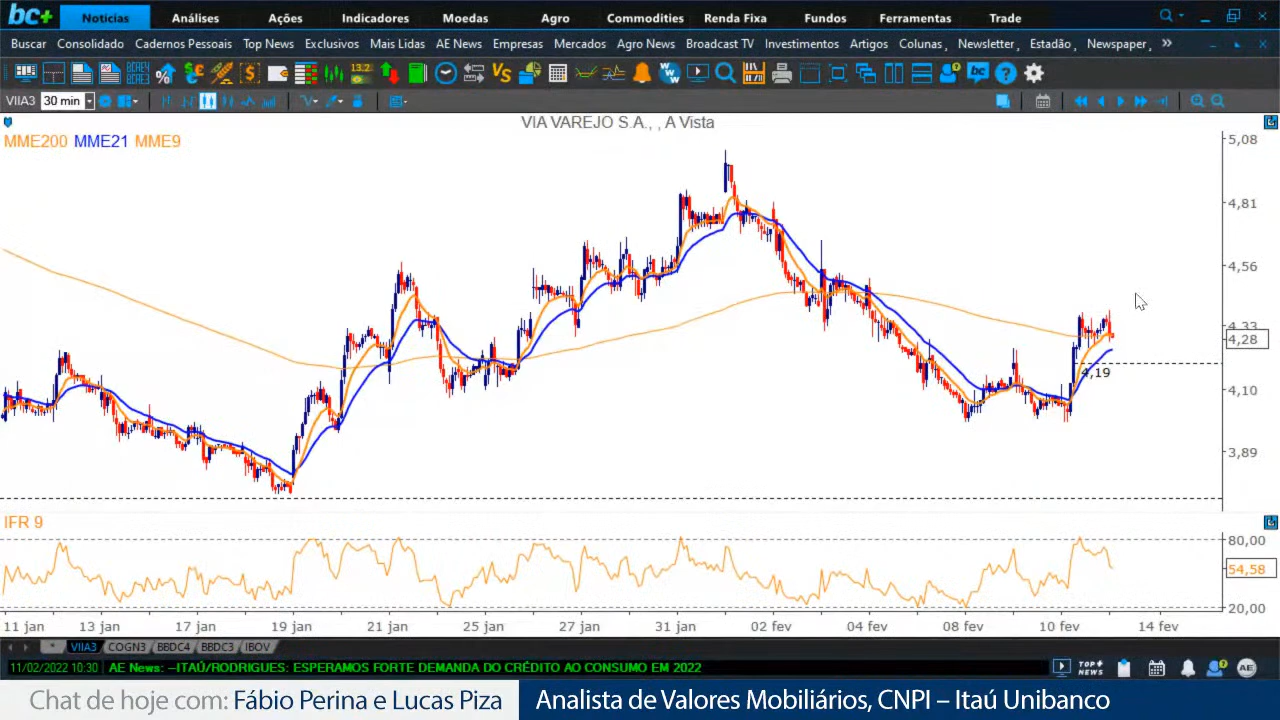 bc+ Notícias Análises Ações Indicadores Moedas Agro Commodities Renda Fixa Fundos Ferramentas Trade
Buscar Consolidado Cadernos Pessoais Top News Exclusivos Mais Lidas AE News Empresas Mercados Agro News Broadcast TV Investimentos Artigos Colunas Newsletter Estadão Newspaper »
VIIA3 30 min
VIA VAREJO S.A., , A Vista
MME200 MME21 MME9
5,08
4,81
4,56
4,33
4,28
4,19
4,10
3,89
IFR 9
80,00
54,58
20,00
11 jan 13 jan 17 jan 19 jan 21 jan 25 jan 27 jan 31 jan 02 fev 04 fev 08 fev 10 fev 14 fev
* VIIA3 COGN3 BBDC4 BBDC3 IBOV
11/02/2022 10:30 AE News: --ITAÚ/RODRIGUES: ESPERAMOS FORTE DEMANDA DO CRÉDITO AO CONSUMO EM 2022 TOP+ NEWS AE
Chat de hoje com: Fábio Perina e Lucas Piza Analista de Valores Mobiliários, CNPI – Itaú Unibanco